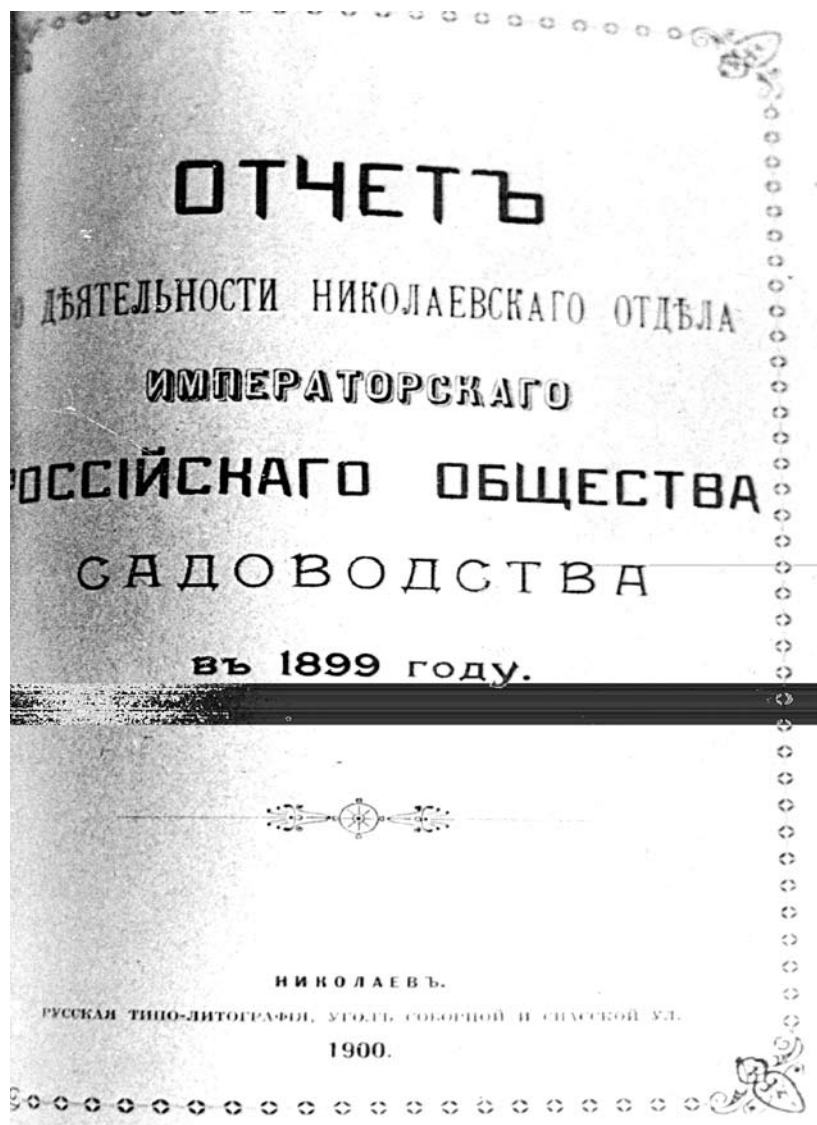 ОТЧЕТЪ
О ДѢЯТЕЛЬНОСТИ НИКОЛАЕВСКАГО ОТДѢЛА
ИМПЕРАТОРСКАГО
РОССІЙСКАГО ОБЩЕСТВА
САДОВОДСТВА
въ 1899 году.
НИКОЛАЕВЪ.
РУССКАЯ ТИПО-ЛИТОГРАФІЯ, УГОЛЪ СОБОРНОЙ И СПАССКОЙ УЛ.
1900.